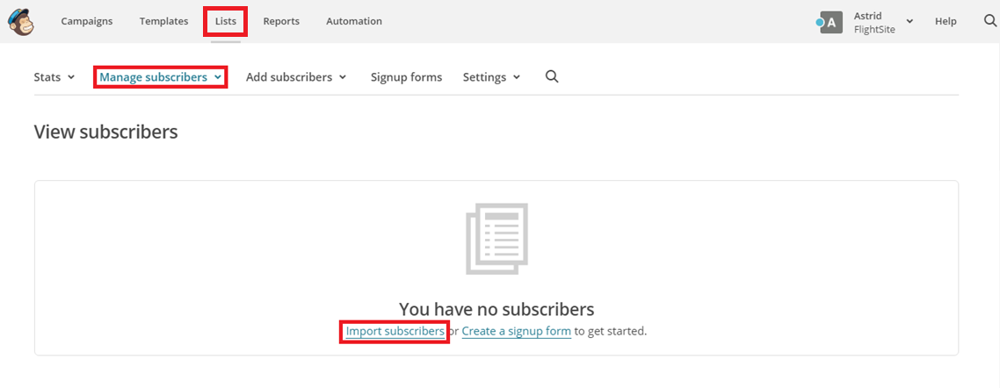 Campaigns Templates Lists Reports Automation A Astrid Help
FlightSite
Stats Manage subscribers Add subscribers Signup forms Settings
View subscribers
You have no subscribers
Import subscribers or Create a signup form to get started.